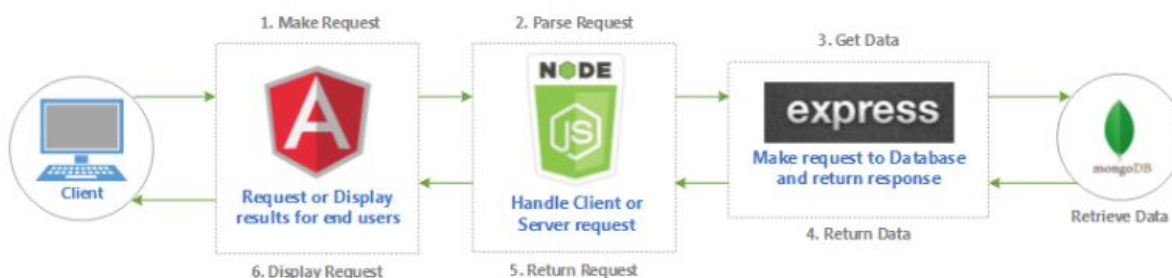 1. Make Request
2. Parse Request
3. Get Data
Client
A
Request or Display
results for end users
NODE
JS
Handle Client or
Server request
express
Make request to Database
and return response
mongoDB
Retrieve Data
4. Return Data
5. Return Request
6. Display Request